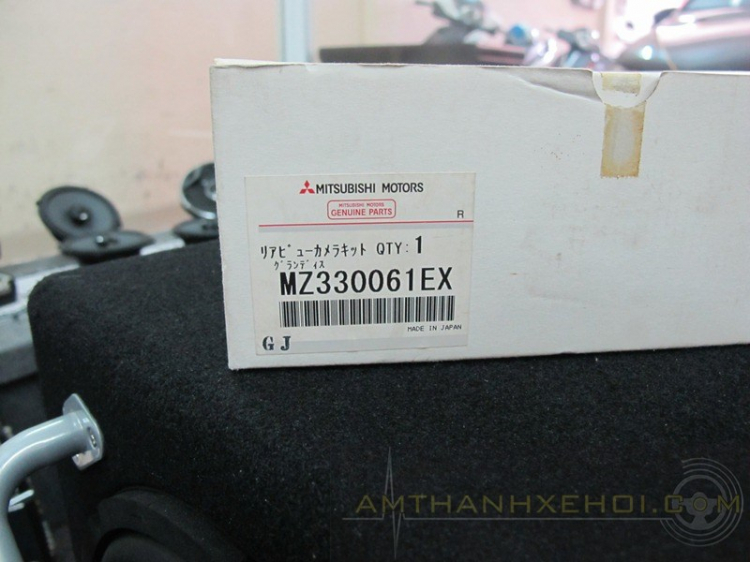 MITSUBISHI MOTORS
MITSUBISHI MOTORS
GENUINE PARTS
R
リアビューカメラキット QTY: 1
グランディス
MZ330061EX
MADE IN JAPAN
GJ
AMTHANHXEHOI.COM